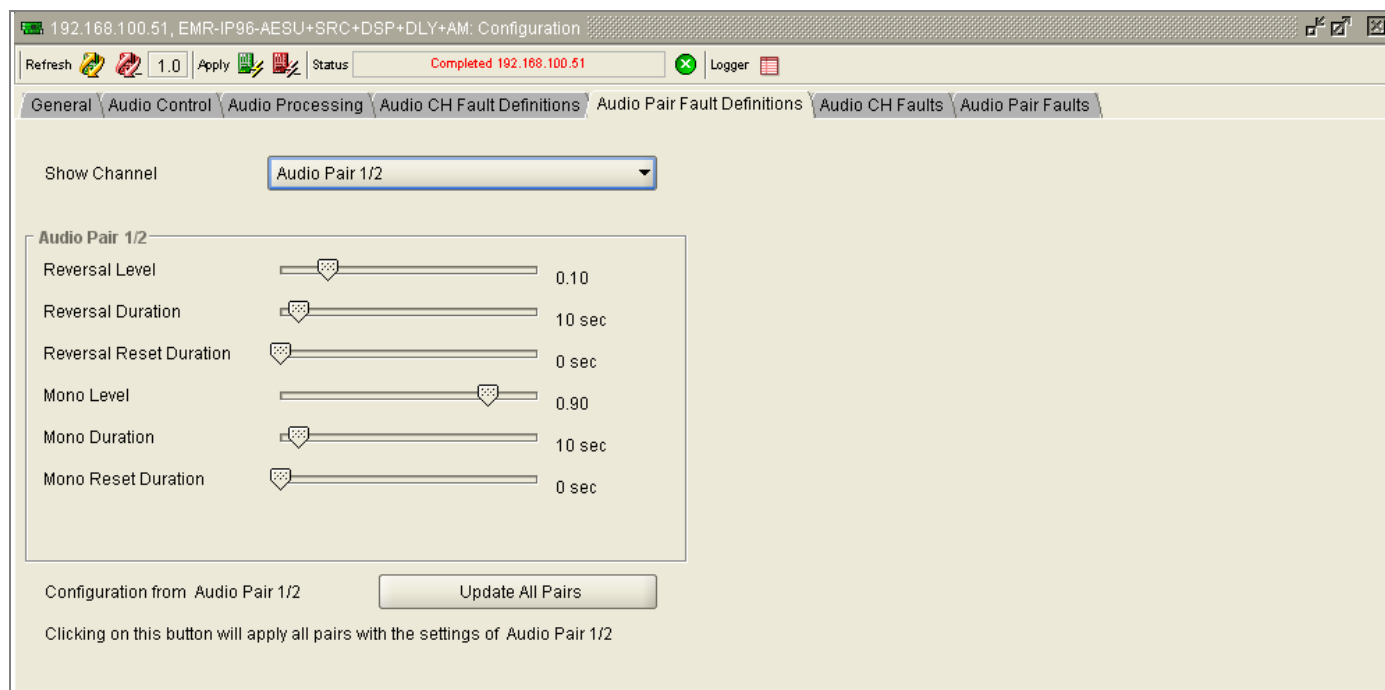 192.168.100.51, EMR-IP96-AESU+SRC+DSP+DLY+AM: Configuration
Refresh 1.0 Apply Status Completed 192.168.100.51 Logger
General Audio Control Audio Processing Audio CH Fault Definitions Audio Pair Fault Definitions Audio CH Faults Audio Pair Faults
Show Channel Audio Pair 1/2
Audio Pair 1/2
Reversal Level 0.10
Reversal Duration 10 sec
Reversal Reset Duration 0 sec
Mono Level 0.90
Mono Duration 10 sec
Mono Reset Duration 0 sec
Configuration from Audio Pair 1/2 Update All Pairs
Clicking on this button will apply all pairs with the settings of Audio Pair 1/2